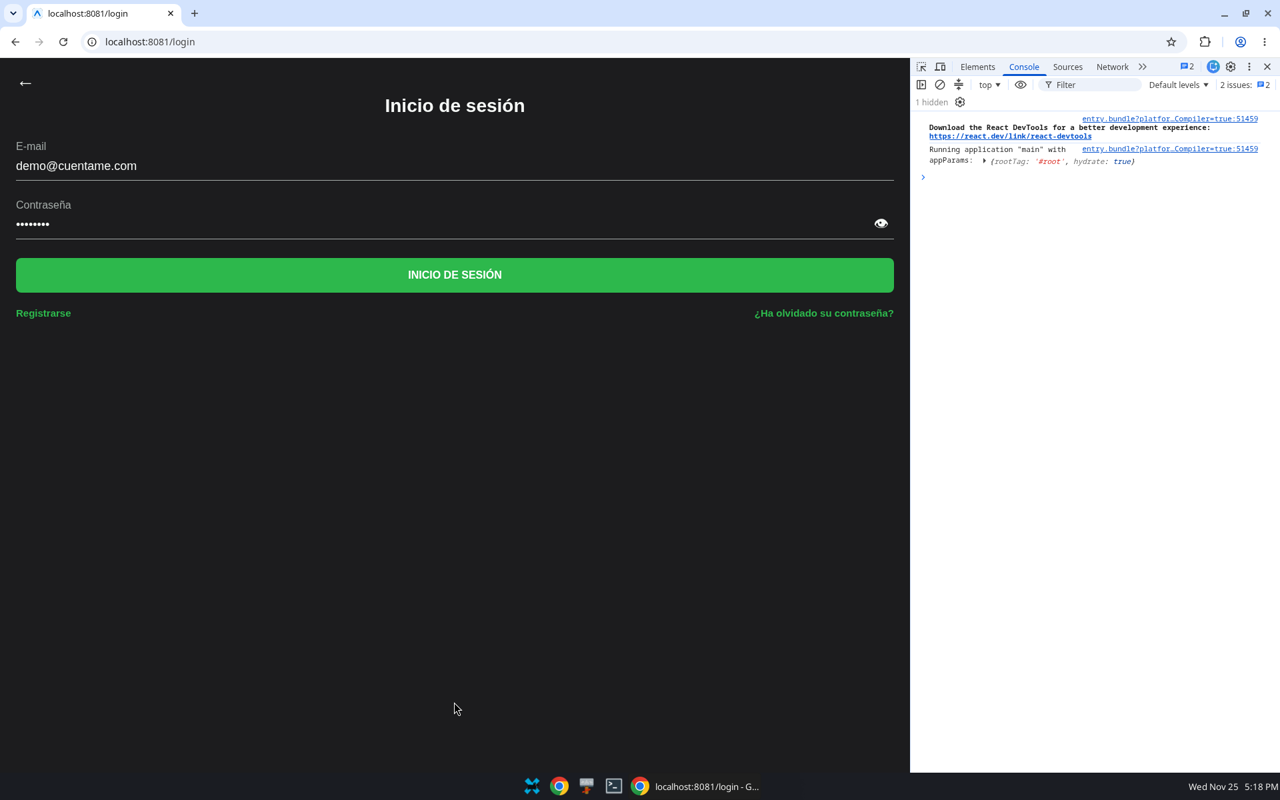 localhost:8081/login
localhost:8081/login
←
Inicio de sesión
E-mail
demo@cuentame.com
Contraseña
••••••••
INICIO DE SESIÓN
Registrarse
¿Ha olvidado su contraseña?
Elements
Console
Sources
Network
2
top
Filter
Default levels
2 issues:
2
1 hidden
entry.bundle?platfor…Compiler=true:51459
Download the React DevTools for a better development experience:
https://react.dev/link/react-devtools
Running application "main" with
entry.bundle?platfor…Compiler=true:51459
appParams: {rootTag: '#root', hydrate: true}
localhost:8081/login - G...
Wed Nov 25 5:18 PM